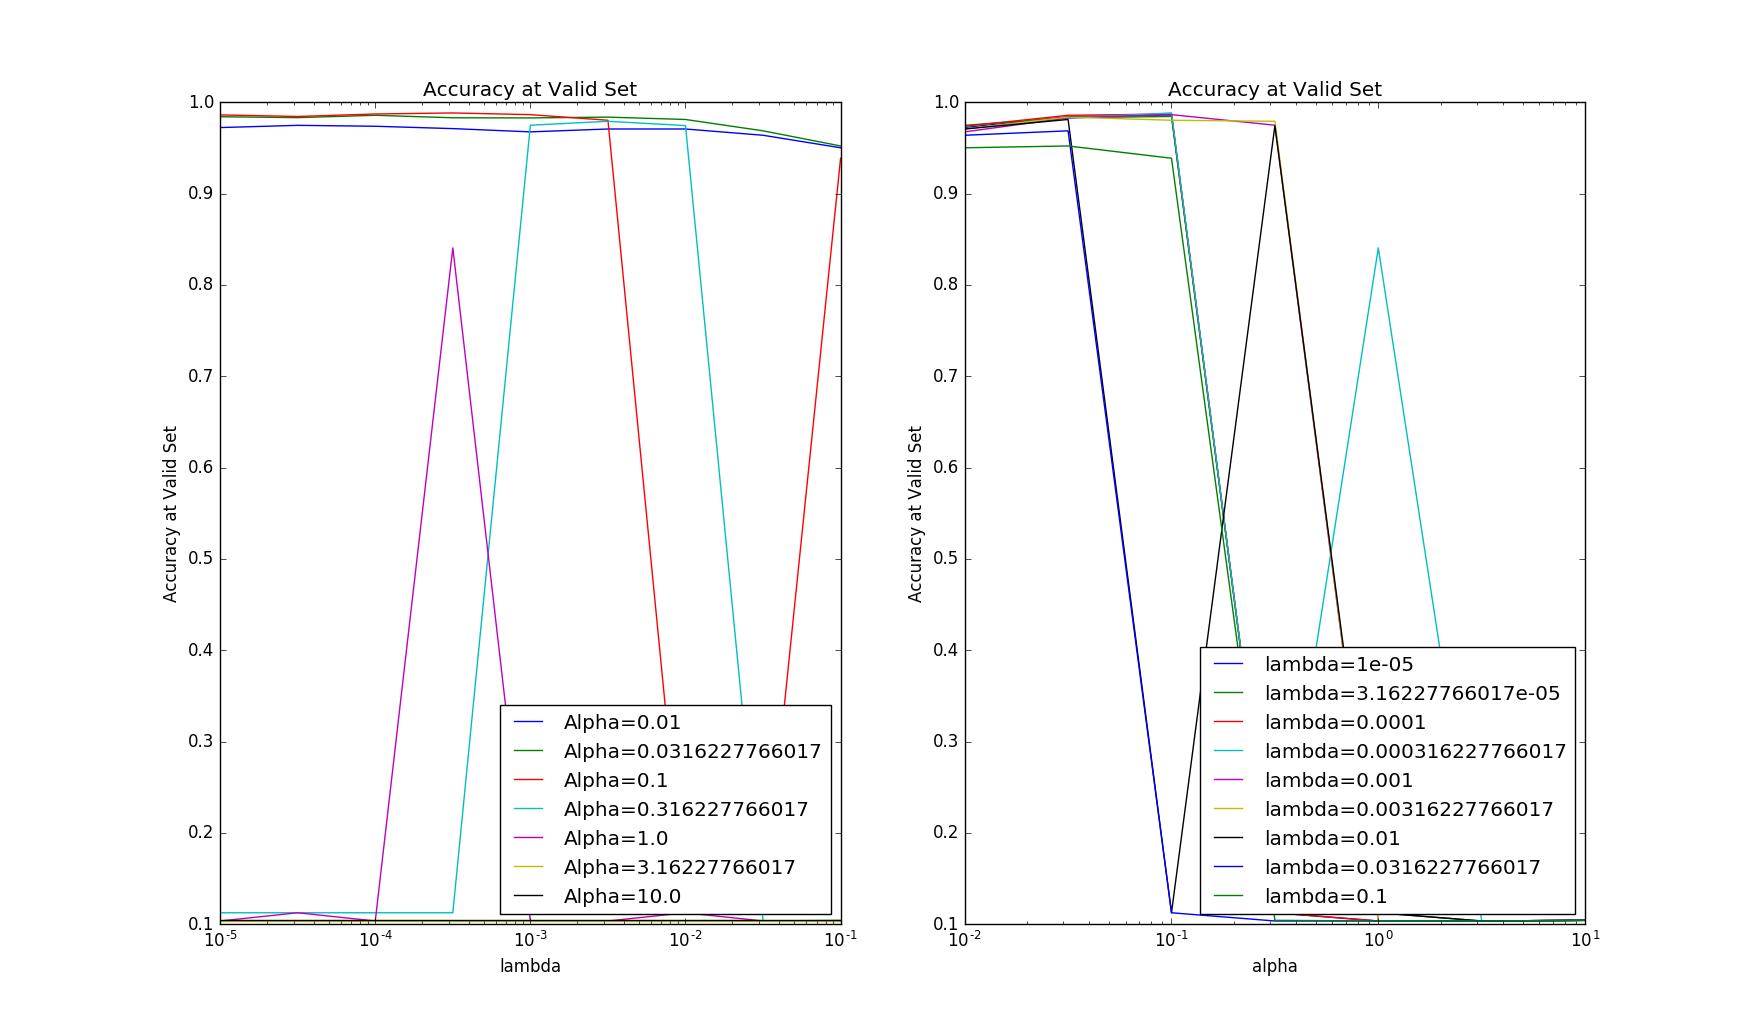 Accuracy at Valid Set
1.0
0.9
0.8
0.7
0.6
0.5
0.4
0.3
0.2
0.1
Accuracy at Valid Set
Alpha=0.01
Alpha=0.0316227766017
Alpha=0.1
Alpha=0.316227766017
Alpha=1.0
Alpha=3.16227766017
Alpha=10.0
10^-5
10^-4
10^-3
10^-2
10^-1
lambda
Accuracy at Valid Set
1.0
0.9
0.8
0.7
0.6
0.5
0.4
0.3
0.2
0.1
Accuracy at Valid Set
lambda=1e-05
lambda=3.16227766017e-05
lambda=0.0001
lambda=0.000316227766017
lambda=0.001
lambda=0.00316227766017
lambda=0.01
lambda=0.0316227766017
lambda=0.1
10^-2
10^-1
10^0
10^1
alpha